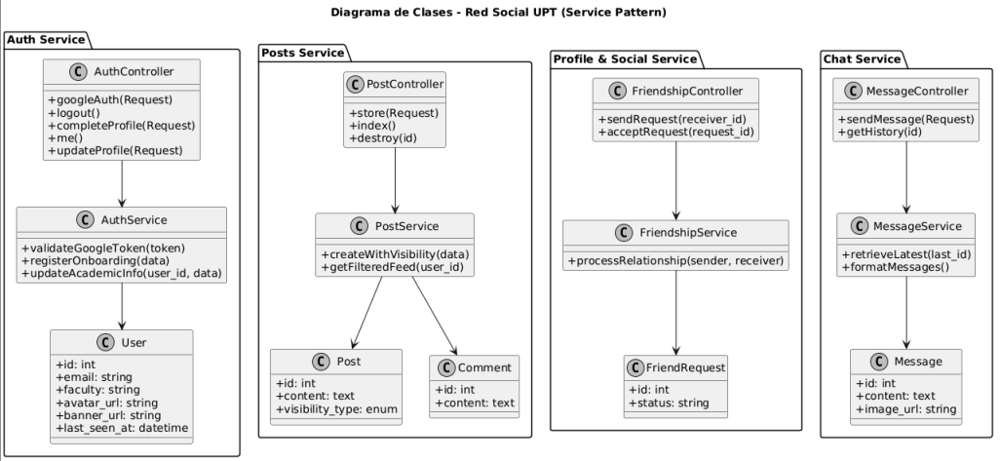 Diagrama de Clases - Red Social UPT (Service Pattern)
Auth Service
C AuthController
+googleAuth(Request)
+logout()
+completeProfile(Request)
+me()
+updateProfile(Request)
C AuthService
+validateGoogleToken(token)
+registerOnboarding(data)
+updateAcademicInfo(user_id, data)
C User
+id: int
+email: string
+faculty: string
+avatar_url: string
+banner_url: string
+last_seen_at: datetime
Posts Service
C PostController
+store(Request)
+index()
+destroy(id)
C PostService
+createWithVisibility(data)
+getFilteredFeed(user_id)
C Post
+id: int
+content: text
+visibility_type: enum
C Comment
+id: int
+content: text
Profile & Social Service
C FriendshipController
+sendRequest(receiver_id)
+acceptRequest(request_id)
C FriendshipService
+processRelationship(sender, receiver)
C FriendRequest
+id: int
+status: string
Chat Service
C MessageController
+sendMessage(Request)
+getHistory(id)
C MessageService
+retrieveLatest(last_id)
+formatMessages()
C Message
+id: int
+content: text
+image_url: string